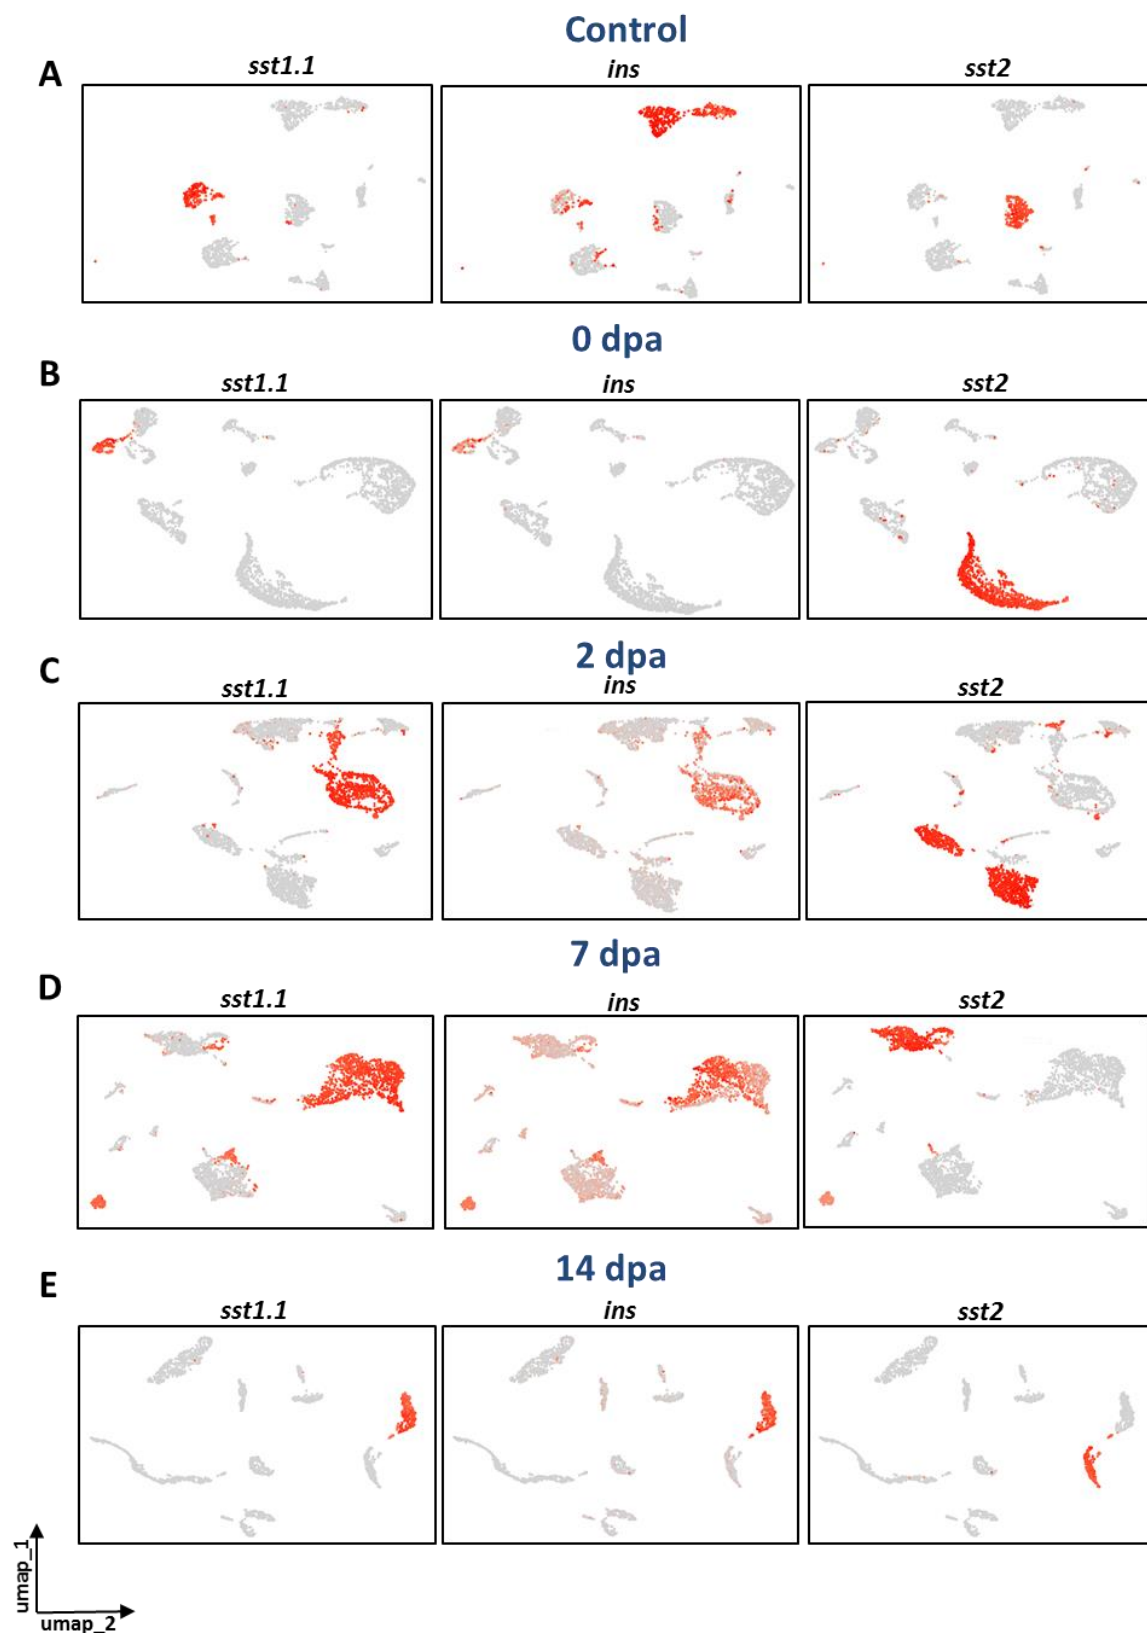 Control
A
sst1.1 ins sst2
0 dpa
B
sst1.1 ins sst2
2 dpa
C
sst1.1 ins sst2
7 dpa
D
sst1.1 ins sst2
14 dpa
E
sst1.1 ins sst2
umap_1
umap_2